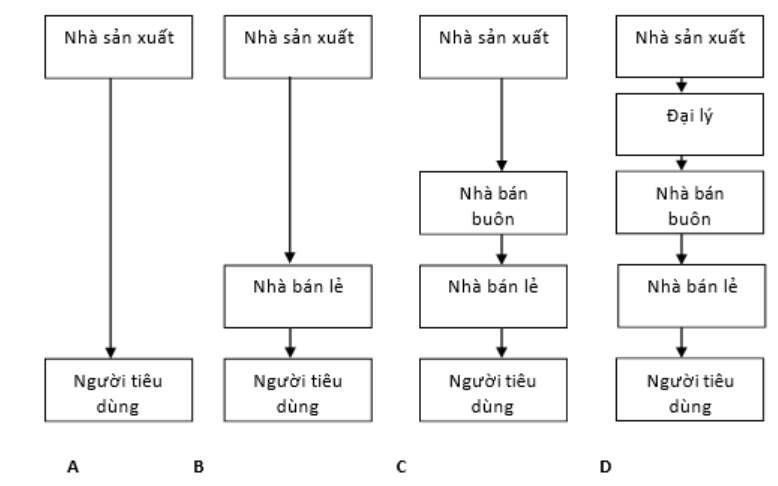 Nhà sản xuất
Người tiêu
dùng
Nhà sản xuất
Nhà bán lẻ
Người tiêu
dùng
Nhà sản xuất
Nhà bán
buôn
Nhà bán lẻ
Người tiêu
dùng
Nhà sản xuất
Đại lý
Nhà bán
buôn
Nhà bán lẻ
Người tiêu
dùng
A B C D